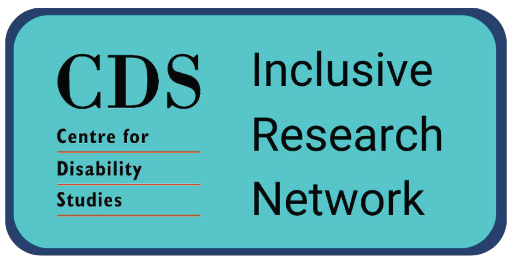 CDS
Centre for
Disability
Studies
Inclusive
Research
Network